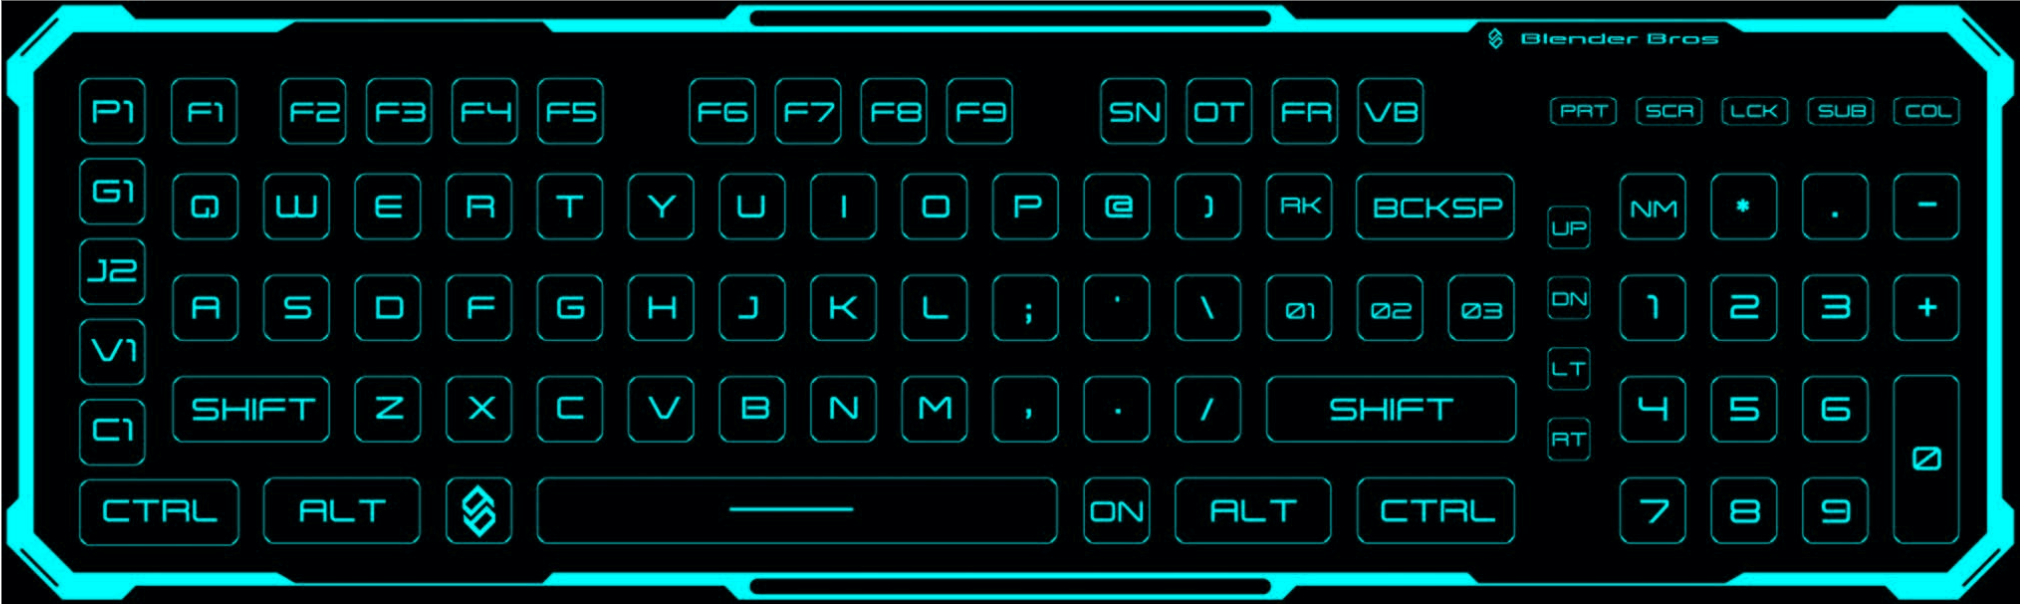 Blender Bros
P1 F1 F2 F3 F4 F5 F6 F7 F8 F9 SN OT FR VB PRT SCR LCK SUB COL
G1 Q W E R T Y U I O P @ ) RK BCKSP UP NM * . -
J2 A S D F G H J K L ; ' \ 01 02 03 DN 1 2 3 +
V1 SHIFT Z X C V B N M , . / SHIFT LT 4 5 6 0
C1 RT
CTRL ALT ON ALT CTRL 7 8 9